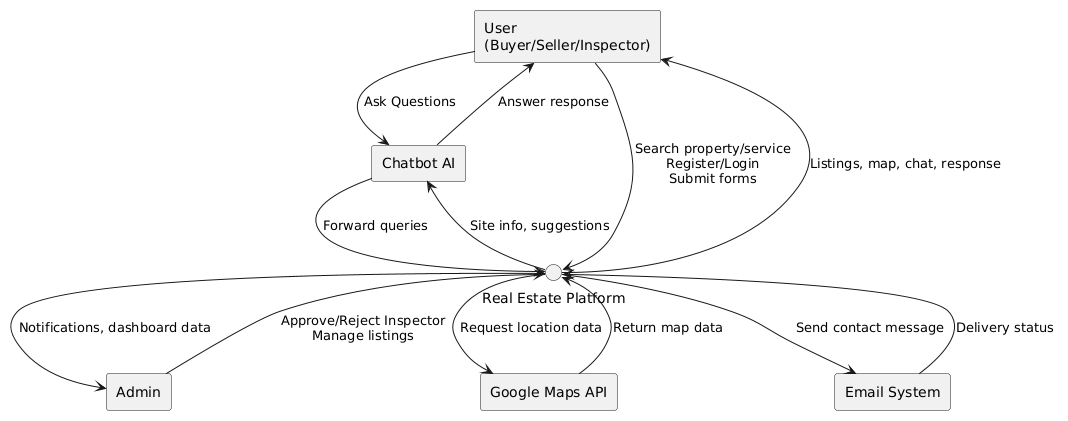 User
(Buyer/Seller/Inspector)
Ask Questions
Answer response
Search property/service
Register/Login
Submit forms
Listings, map, chat, response
Chatbot AI
Forward queries
Site info, suggestions
Real Estate Platform
Notifications, dashboard data
Approve/Reject Inspector
Manage listings
Request location data
Return map data
Send contact message
Delivery status
Admin
Google Maps API
Email System